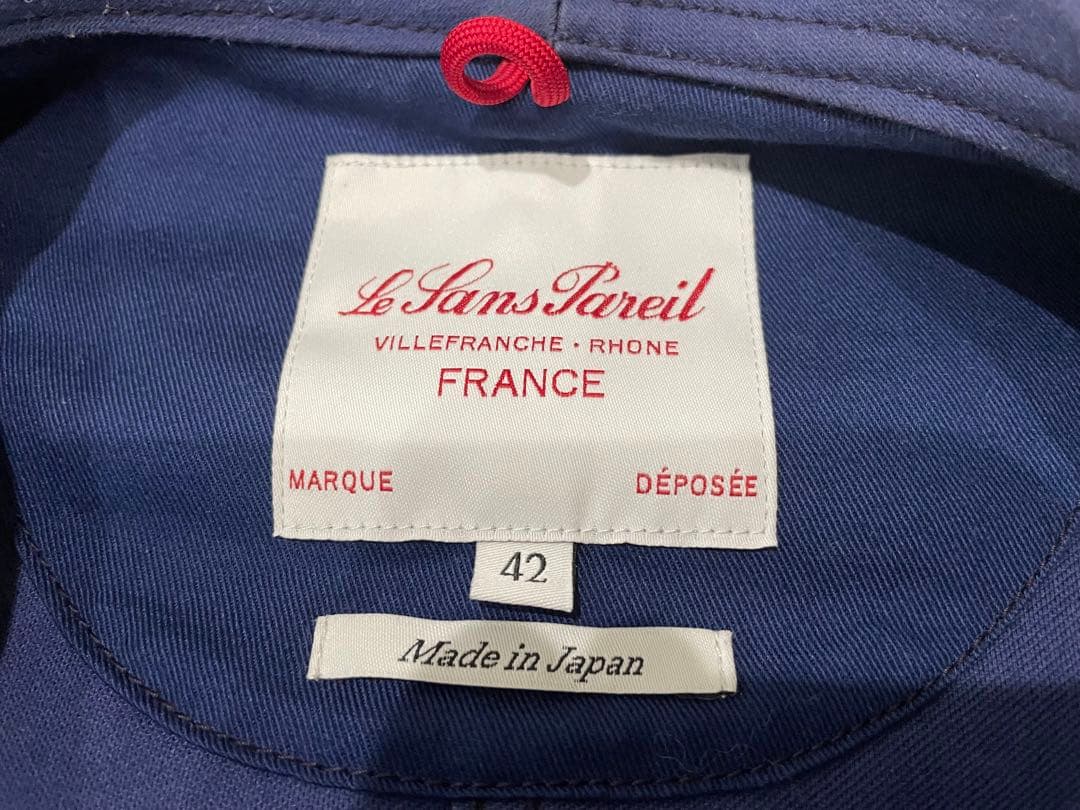 Le Sans Pareil
VILLEFRANCHE · RHONE
FRANCE
MARQUE DÉPOSÉE
42
Made in Japan